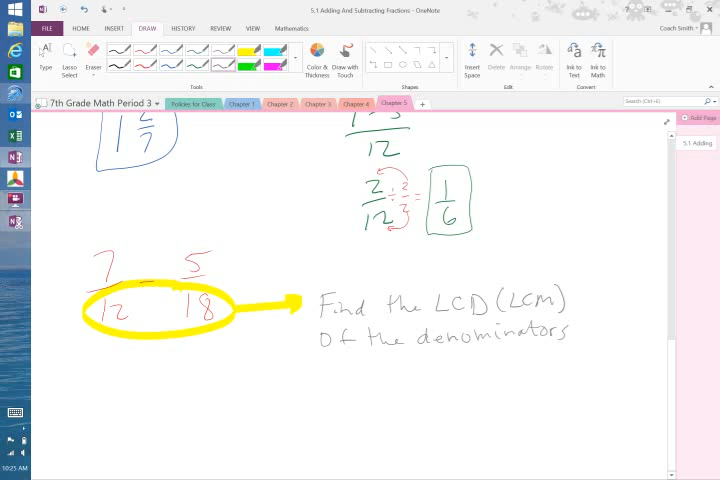 5.1 Adding And Subtracting Fractions - OneNote
?
Coach Smith
FILE HOME INSERT DRAW REVIEW VIEW Mathematics
Type
Lasso Select
Eraser
Color & Thickness
Draw with Touch
Shapes
Insert Space
Delete
Arrange
Rotate
Ink to Text
Ink to Math
Tools
Shapes
Edit
Convert
7th Grade Math Period 3
Policies for Class
Chapter 1
Chapter 2
Chapter 3
Chapter 4
Chapter 5
+
Search (Ctrl+E)
Add Page
5.1 Adding
1 2/7
12
2/12 ÷ 2/2 = 1/6
7/12 - 5/18
Find the LCD (LCM)
Of the denominators
10:25 AM